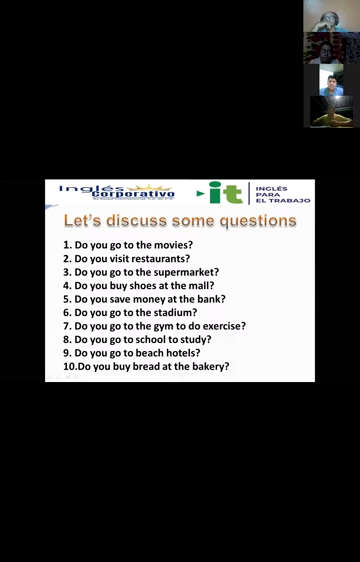 Inglés
Corporativo
it
INGLÉS
PARA
EL TRABAJO
Let's discuss some questions
1. Do you go to the movies?
2. Do you visit restaurants?
3. Do you go to the supermarket?
4. Do you buy shoes at the mall?
5. Do you save money at the bank?
6. Do you go to the stadium?
7. Do you go to the gym to do exercise?
8. Do you go to school to study?
9. Do you go to beach hotels?
10.Do you buy bread at the bakery?